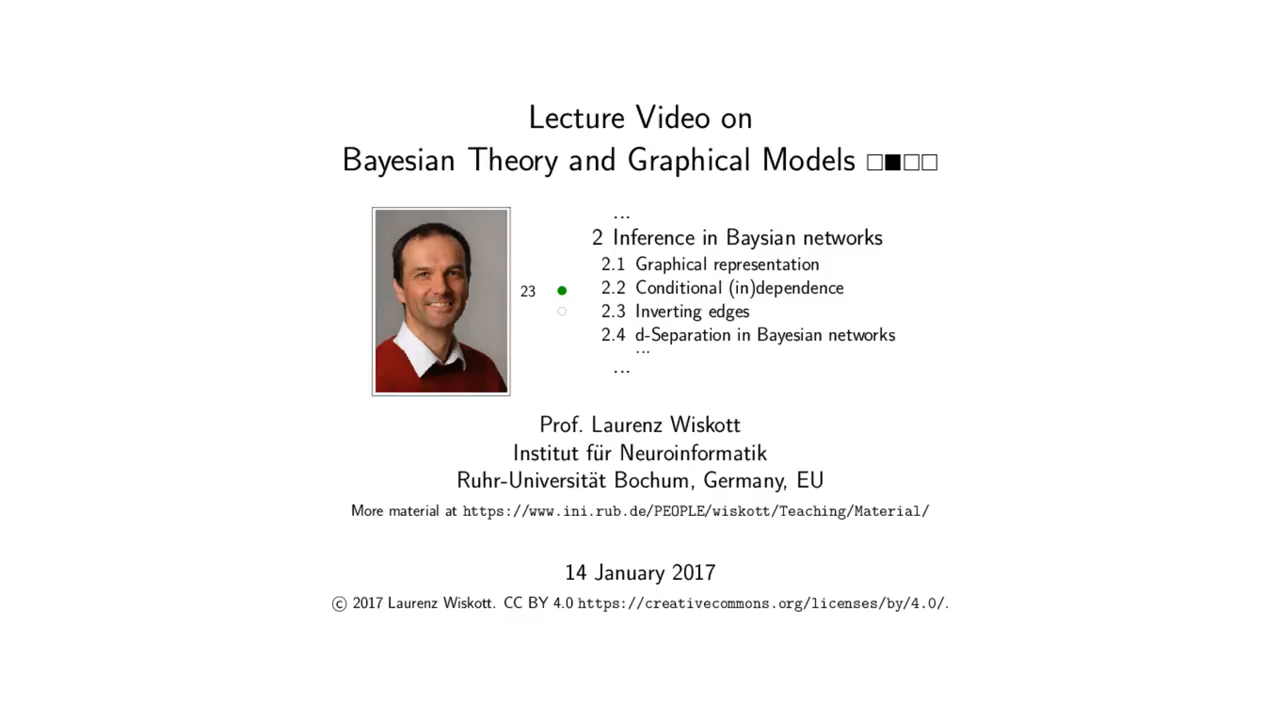 Lecture Video on
Bayesian Theory and Graphical Models □■□□
...
2 Inference in Baysian networks
2.1 Graphical representation
23 2.2 Conditional (in)dependence
2.3 Inverting edges
2.4 d-Separation in Bayesian networks
...
...
Prof. Laurenz Wiskott
Institut für Neuroinformatik
Ruhr-Universität Bochum, Germany, EU
More material at https://www.ini.rub.de/PEOPLE/wiskott/Teaching/Material/
14 January 2017
© 2017 Laurenz Wiskott. CC BY 4.0 https://creativecommons.org/licenses/by/4.0/.